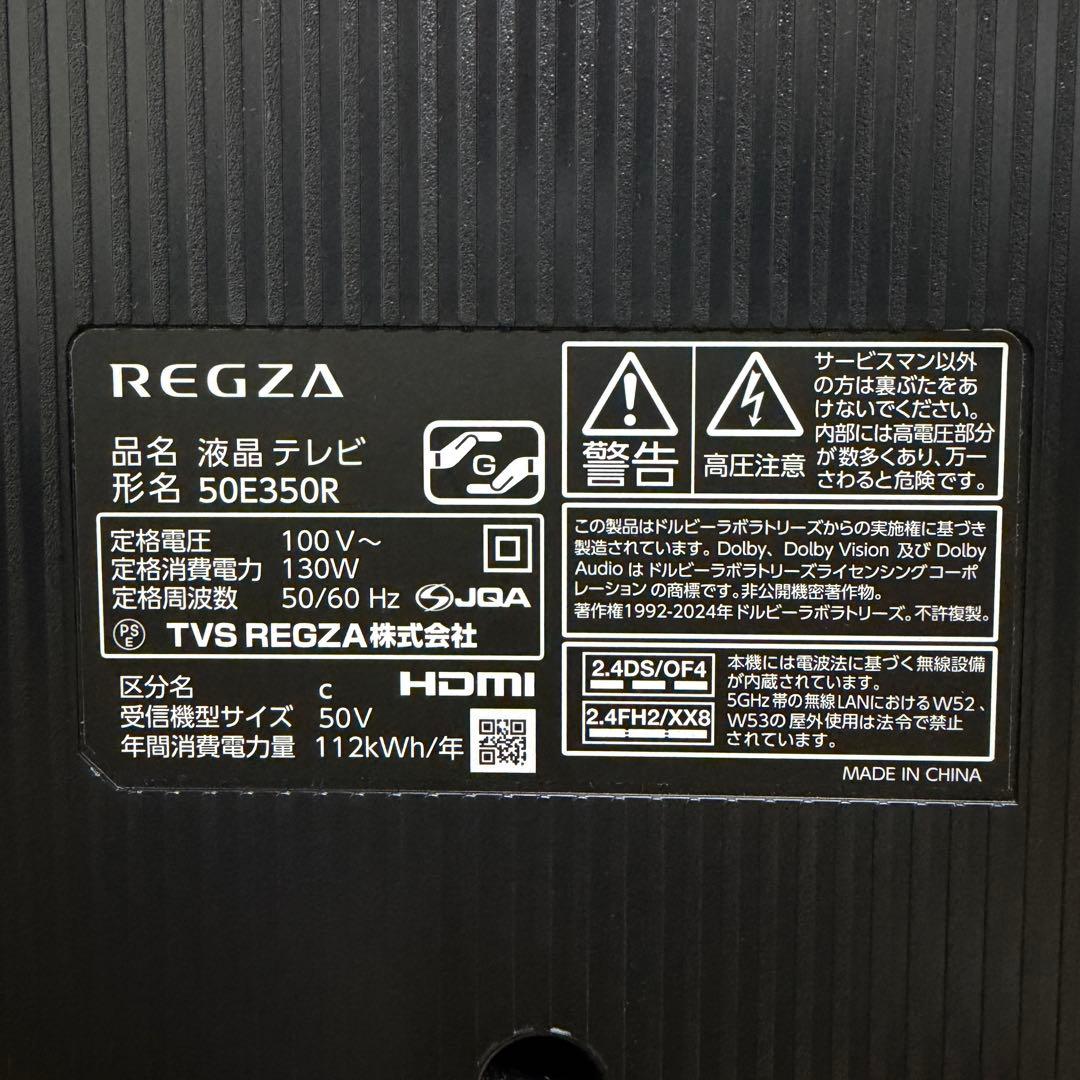 REGZA
品名 液晶テレビ
形名 50E350R
G
定格電圧 100V～
定格消費電力 130W
定格周波数 50/60 Hz
JQA
PSE
TVS REGZA株式会社
区分名 c
HDMI
受信機型サイズ 50V
年間消費電力量 112kWh/年
警告
高圧注意
サービスマン以外
の方は裏ぶたをあ
けないでください。
内部には高電圧部分
が数多くあり、万一
さわると危険です。
この製品はドルビーラボラトリーズからの実施権に基づき
製造されています。Dolby、Dolby Vision 及び Dolby
Audio は ドルビーラボラトリーズライセンシングコーポ
レーション の商標です。非公開機密著作物。
著作権1992-2024年ドルビーラボラトリーズ。不許複製。
2.4DS/OF4
2.4FH2/XX8
本機には電波法に基づく無線設備
が内蔵されています。
5GHz帯の無線LANにおけるW52、
W53の屋外使用は法令で禁止
されています。
MADE IN CHINA